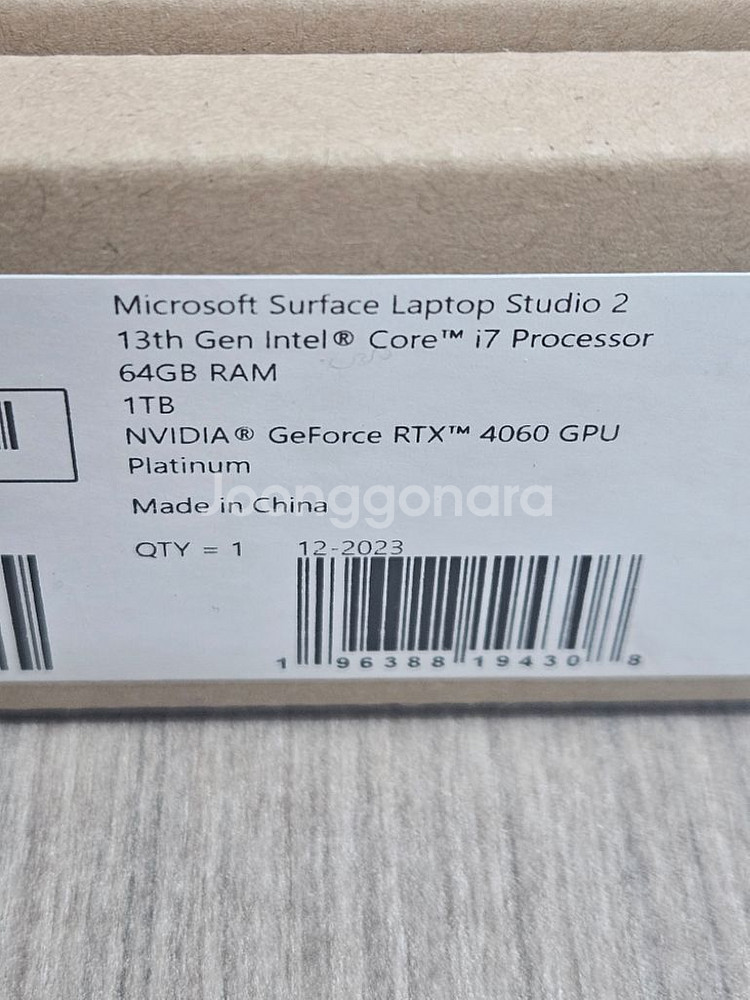 Microsoft Surface Laptop Studio 2
13th Gen Intel® Core™ i7 Processor
64GB RAM
1TB
NVIDIA® GeForce RTX™ 4060 GPU
Platinum
Joonggonara
Made in China
QTY = 1 12-2023
1 96388 19430 8